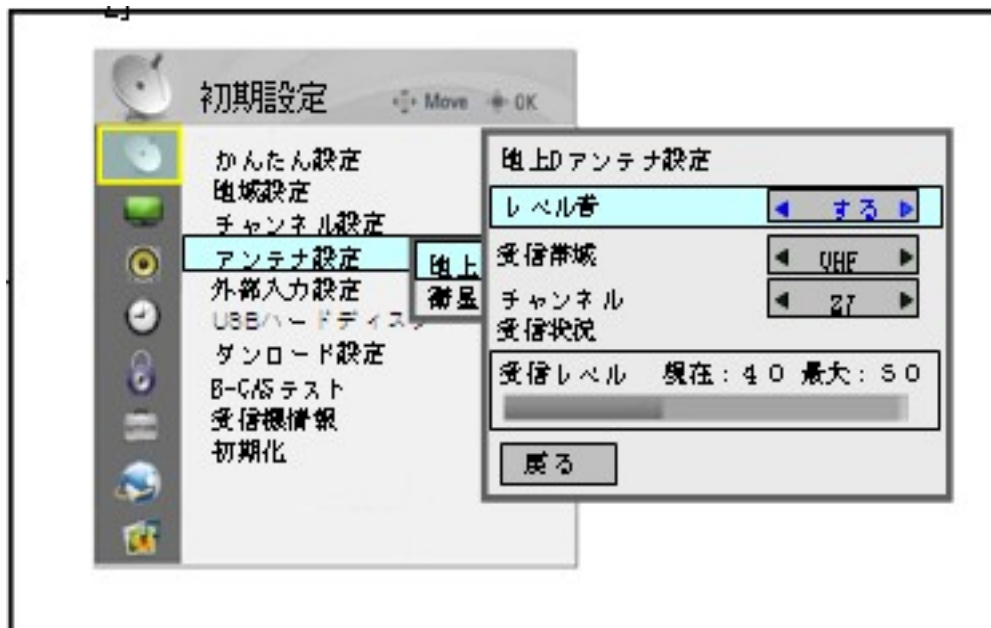 初期設定 Move OK
かんたん設定
地域設定
チャンネル設定
アンテナ設定
外部入力設定
USBハードディスク
ダンロード設定
B-CASテスト
受信機情報
初期化
地上
衛星
地上Dアンテナ設定
レベル音 する
受信帯域
チャンネル 27
受信状況
受信レベル 現在:40 最大:50
戻る